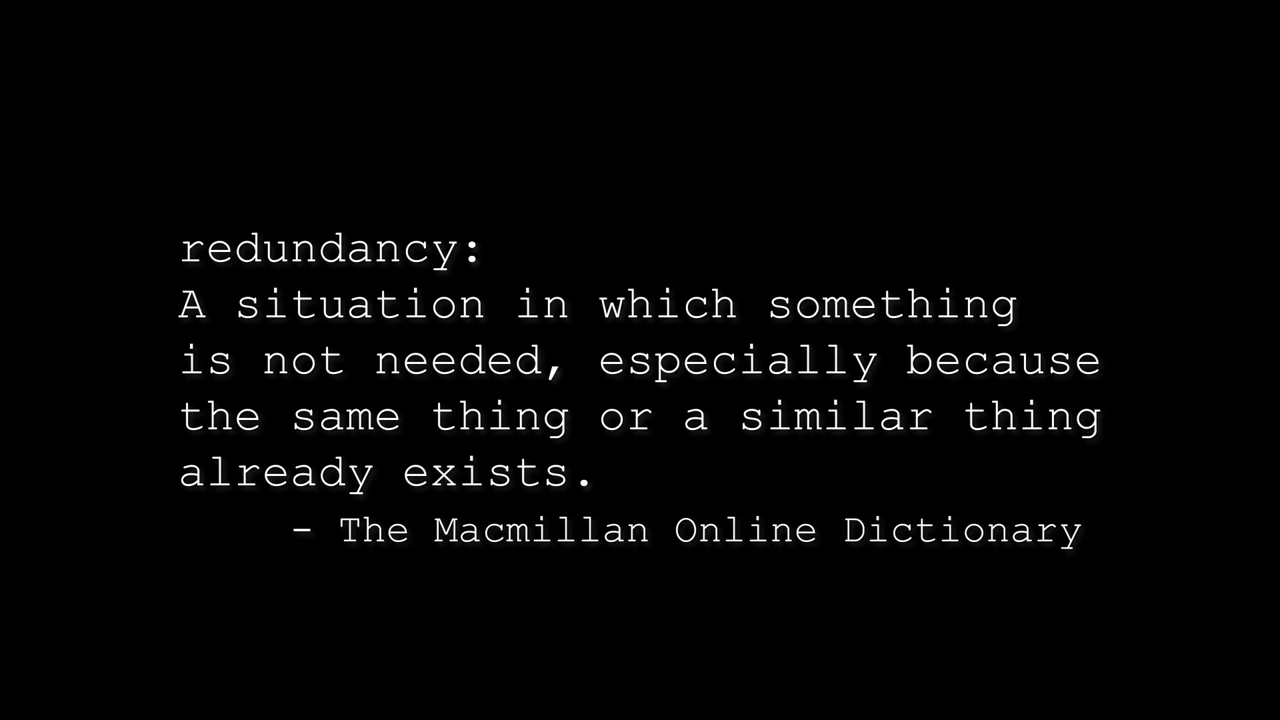 redundancy:
A situation in which something
is not needed, especially because
the same thing or a similar thing
already exists.
- The Macmillan Online Dictionary